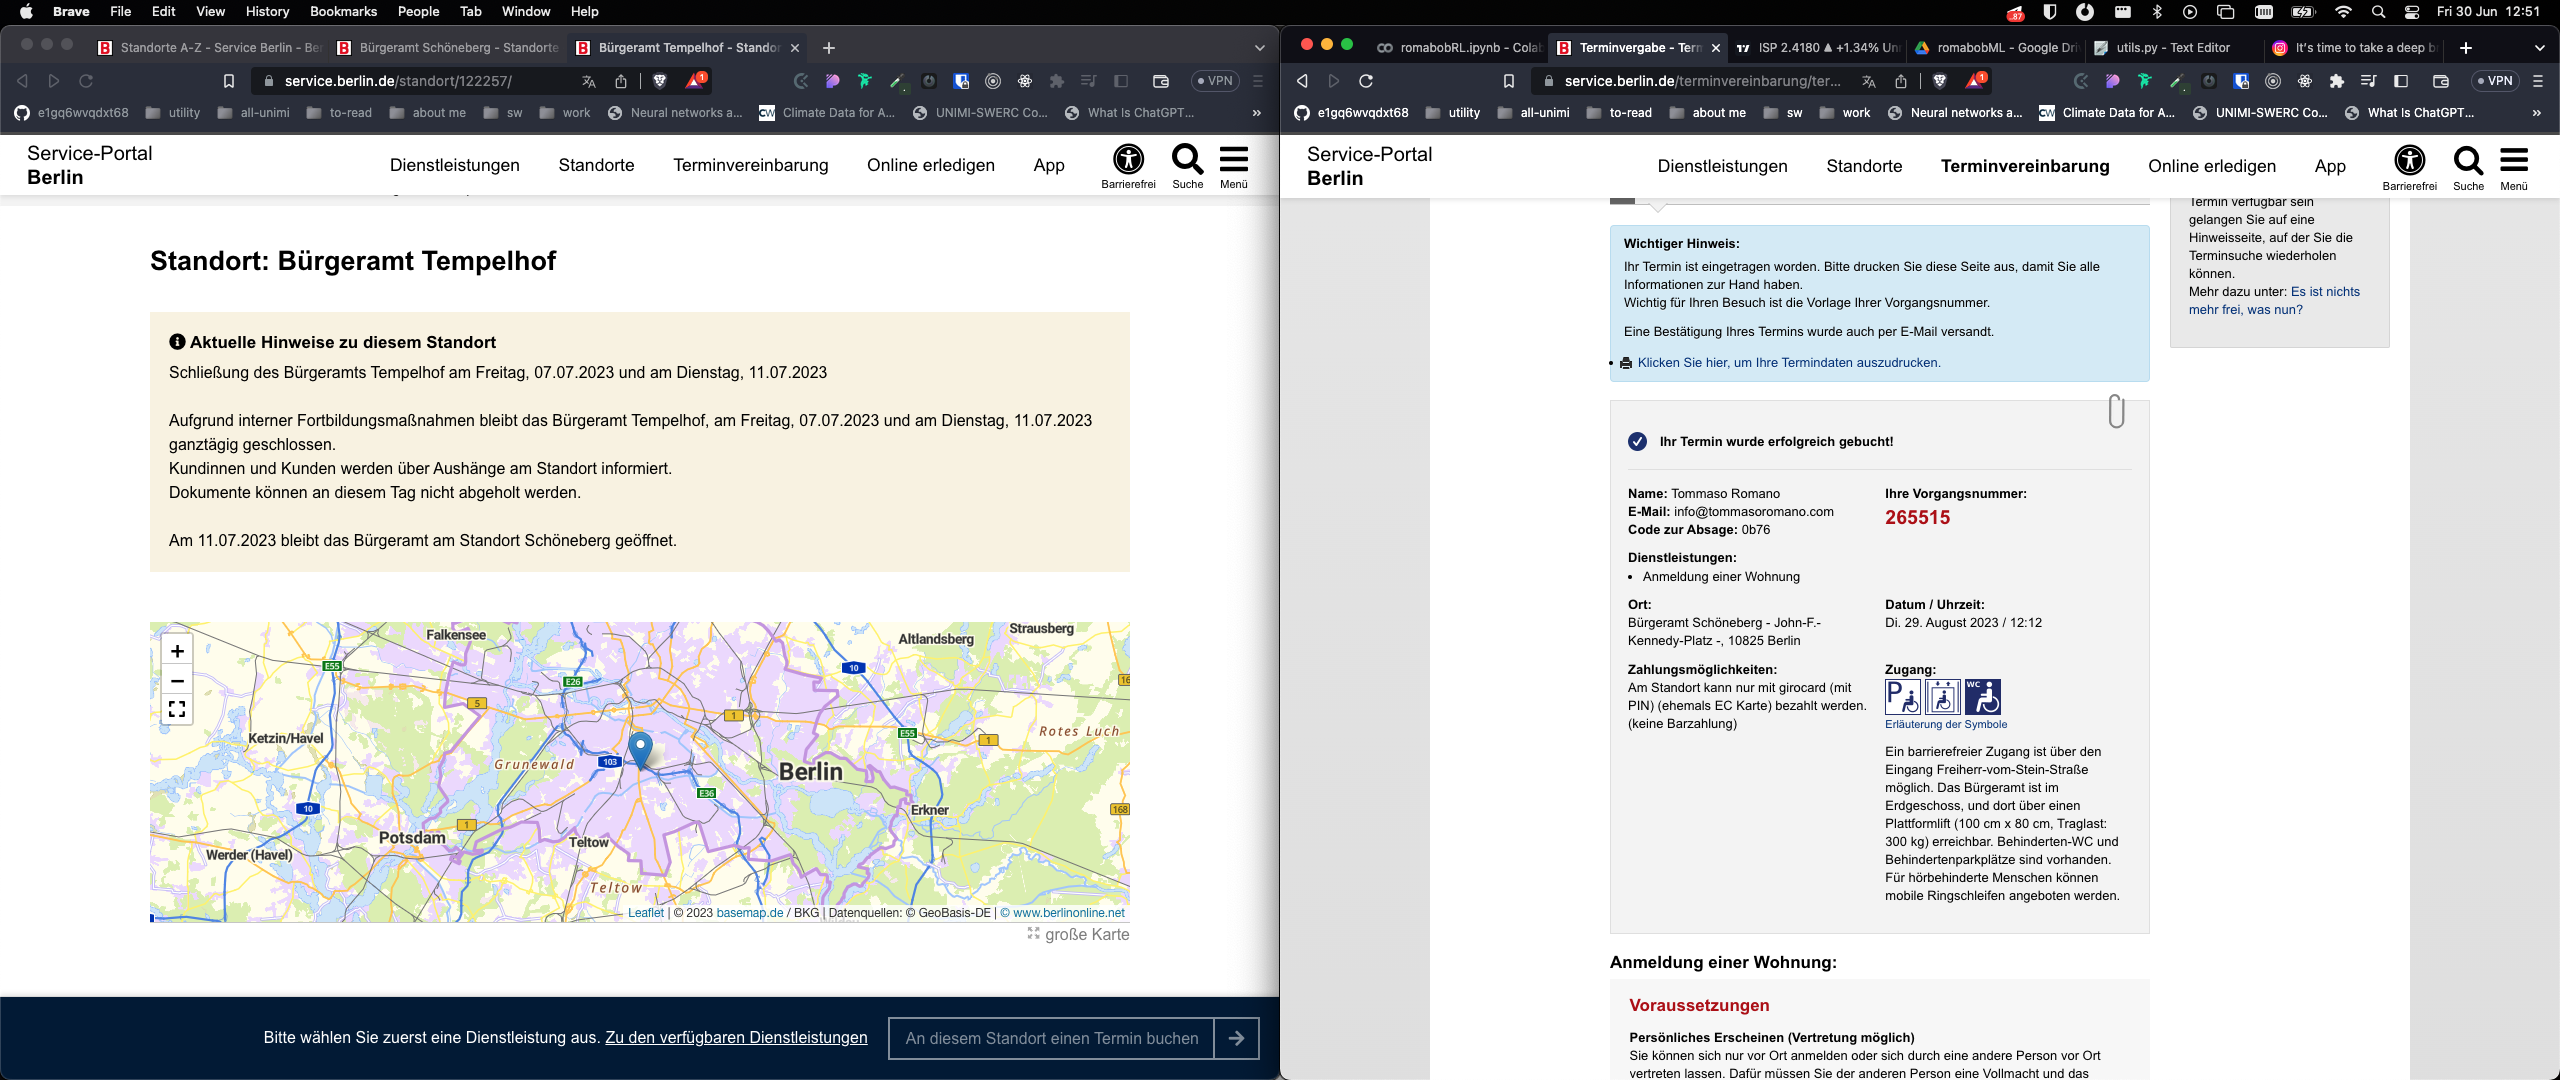 Brave File Edit View History Bookmarks People Tab Window Help
.87
Fri 30 Jun 12:51
Standorte A-Z - Service Berlin - Ber
Bürgeramt Schöneberg - Standorte
Bürgeramt Tempelhof - Standor
service.berlin.de/standort/122257/
1
VPN
e1gq6wvqdxt68 utility all-unimi to-read about me sw work Neural networks a... Climate Data for A... UNIMI-SWERC Co... What Is ChatGPT... »
Service-Portal
Berlin
Dienstleistungen Standorte Terminvereinbarung Online erledigen App
Barrierefrei Suche Menü
Standort: Bürgeramt Tempelhof
Aktuelle Hinweise zu diesem Standort
Schließung des Bürgeramts Tempelhof am Freitag, 07.07.2023 und am Dienstag, 11.07.2023
Aufgrund interner Fortbildungsmaßnahmen bleibt das Bürgeramt Tempelhof, am Freitag, 07.07.2023 und am Dienstag, 11.07.2023
ganztägig geschlossen.
Kundinnen und Kunden werden über Aushänge am Standort informiert.
Dokumente können an diesem Tag nicht abgeholt werden.
Am 11.07.2023 bleibt das Bürgeramt am Standort Schöneberg geöffnet.
+
−
Falkensee
Altlandsberg
Strausberg
E55
E26
10
16
5
1
Ketzin/Havel
Grunewald
103
Berlin
E55
1
Rotes Luch
E36
10
Erkner
168
1
Potsdam
Teltow
Werder (Havel)
Teltow
Leaflet | © 2023 basemap.de / BKG | Datenquellen: © GeoBasis-DE | © www.berlinonline.net
große Karte
Bitte wählen Sie zuerst eine Dienstleistung aus. Zu den verfügbaren Dienstleistungen
An diesem Standort einen Termin buchen
romabobRL.ipynb - Colab
Terminvergabe - Tern
ISP 2.4180 ▲ +1.34% Unn
romabobML - Google Dri
utils.py - Text Editor
It's time to take a deep b
service.berlin.de/terminvereinbarung/ter...
1
VPN
e1gq6wvqdxt68 utility all-unimi to-read about me sw work Neural networks a... Climate Data for A... UNIMI-SWERC Co... What Is ChatGPT... »
Service-Portal
Berlin
Dienstleistungen Standorte Terminvereinbarung Online erledigen App
Barrierefrei Suche Menü
Wichtiger Hinweis:
Ihr Termin ist eingetragen worden. Bitte drucken Sie diese Seite aus, damit Sie alle
Informationen zur Hand haben.
Wichtig für Ihren Besuch ist die Vorlage Ihrer Vorgangsnummer.
Eine Bestätigung Ihres Termins wurde auch per E-Mail versandt.
• Klicken Sie hier, um Ihre Termindaten auszudrucken.
Termin verfügbar sein
gelangen Sie auf eine
Hinweisseite, auf der Sie die
Terminsuche wiederholen
können.
Mehr dazu unter: Es ist nichts
mehr frei, was nun?
Ihr Termin wurde erfolgreich gebucht!
Name: Tommaso Romano
E-Mail: info@tommasoromano.com
Code zur Absage: 0b76
Ihre Vorgangsnummer:
265515
Dienstleistungen:
• Anmeldung einer Wohnung
Ort:
Bürgeramt Schöneberg - John-F.-
Kennedy-Platz -, 10825 Berlin
Datum / Uhrzeit:
Di. 29. August 2023 / 12:12
Zahlungsmöglichkeiten:
Am Standort kann nur mit girocard (mit
PIN) (ehemals EC Karte) bezahlt werden.
(keine Barzahlung)
Zugang:
P
WC
Erläuterung der Symbole
Ein barrierefreier Zugang ist über den
Eingang Freiherr-vom-Stein-Straße
möglich. Das Bürgeramt ist im
Erdgeschoss, und dort über einen
Plattformlift (100 cm x 80 cm, Traglast:
300 kg) erreichbar. Behinderten-WC und
Behindertenparkplätze sind vorhanden.
Für hörbehinderte Menschen können
mobile Ringschleifen angeboten werden.
Anmeldung einer Wohnung:
Voraussetzungen
Persönliches Erscheinen (Vertretung möglich)
Sie können sich nur vor Ort anmelden oder sich durch eine andere Person vor Ort
vertreten lassen. Dafür müssen Sie der anderen Person eine Vollmacht und das